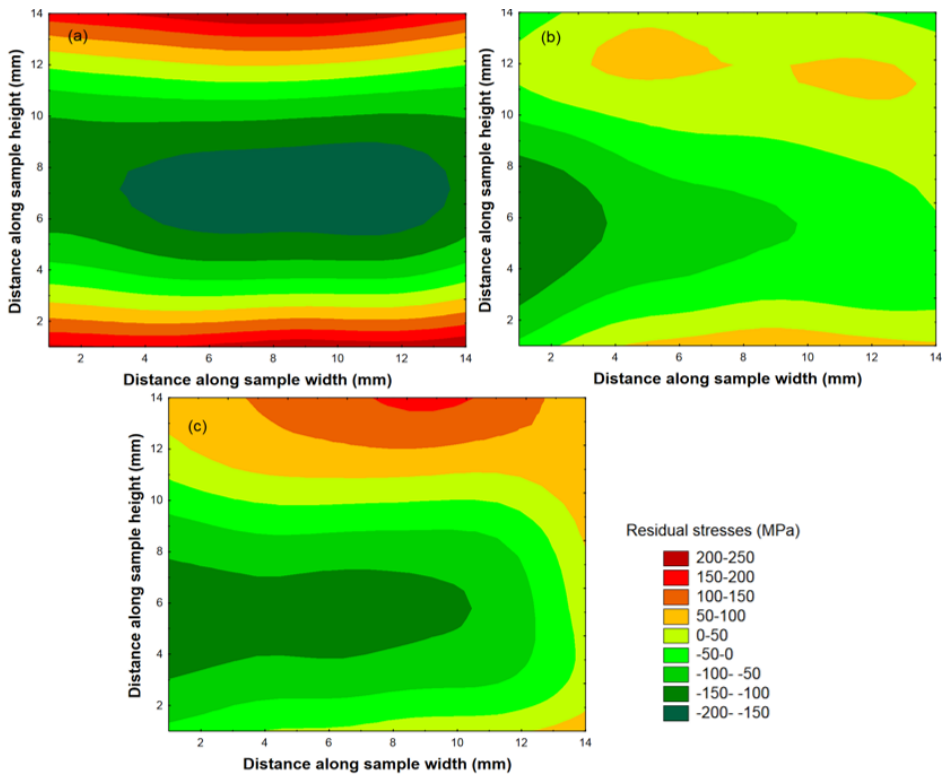 (a)
14
12
10
8
6
4
2
2 4 6 8 10 12 14
Distance along sample height (mm)
Distance along sample width (mm)
(b)
14
12
10
8
6
4
2
2 4 6 8 10 12 14
Distance along sample height (mm)
Distance along sample width (mm)
(c)
14
12
10
8
6
4
2
2 4 6 8 10 12 14
Distance along sample height (mm)
Distance along sample width (mm)
Residual stresses (MPa)
200-250
150-200
100-150
50-100
0-50
-50-0
-100- -50
-150- -100
-200- -150